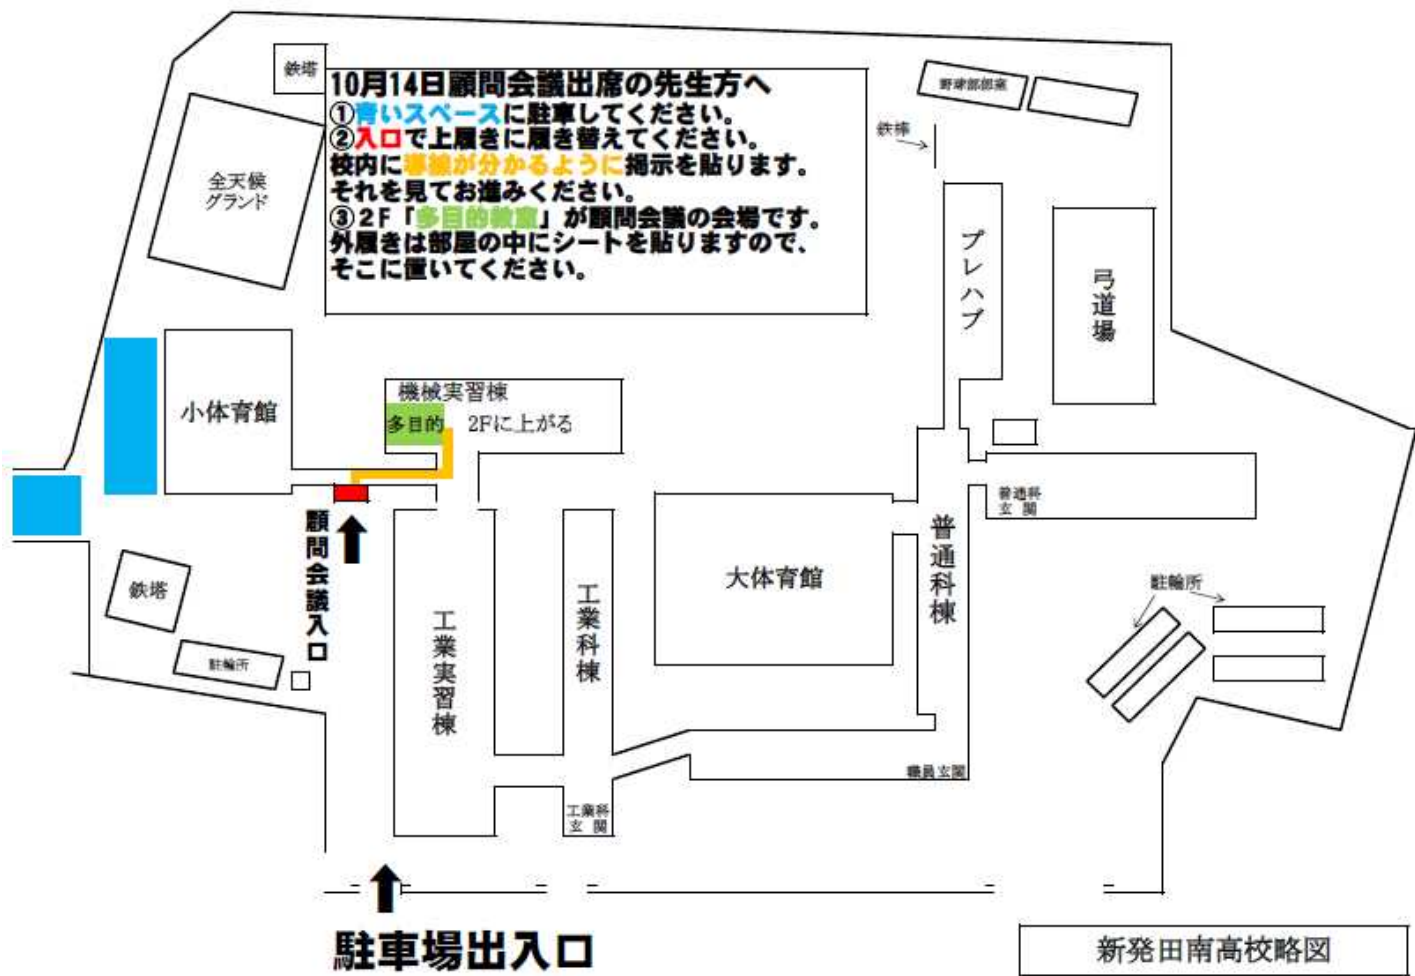 鉄塔
10月14日顧問会議出席の先生方へ
①青いスペースに駐車してください。
②入口で上履きに履き替えてください。
校内に導線が分かるように掲示を貼ります。
それを見てお進みください。
③2F「多目的教室」が顧問会議の会場です。
外履きは部屋の中にシートを貼りますので、
そこに置いてください。
野球部部室
鉄棒
全天候
グランド
プレハブ
弓道場
小体育館
機械実習棟
多目的
2Fに上がる
普通科
玄関
顧問会議入口
普通科棟
大体育館
鉄塔
駐輪所
工業実習棟
工業科棟
駐輪所
職員玄関
工業科
玄関
駐車場出入口
新発田南高校略図